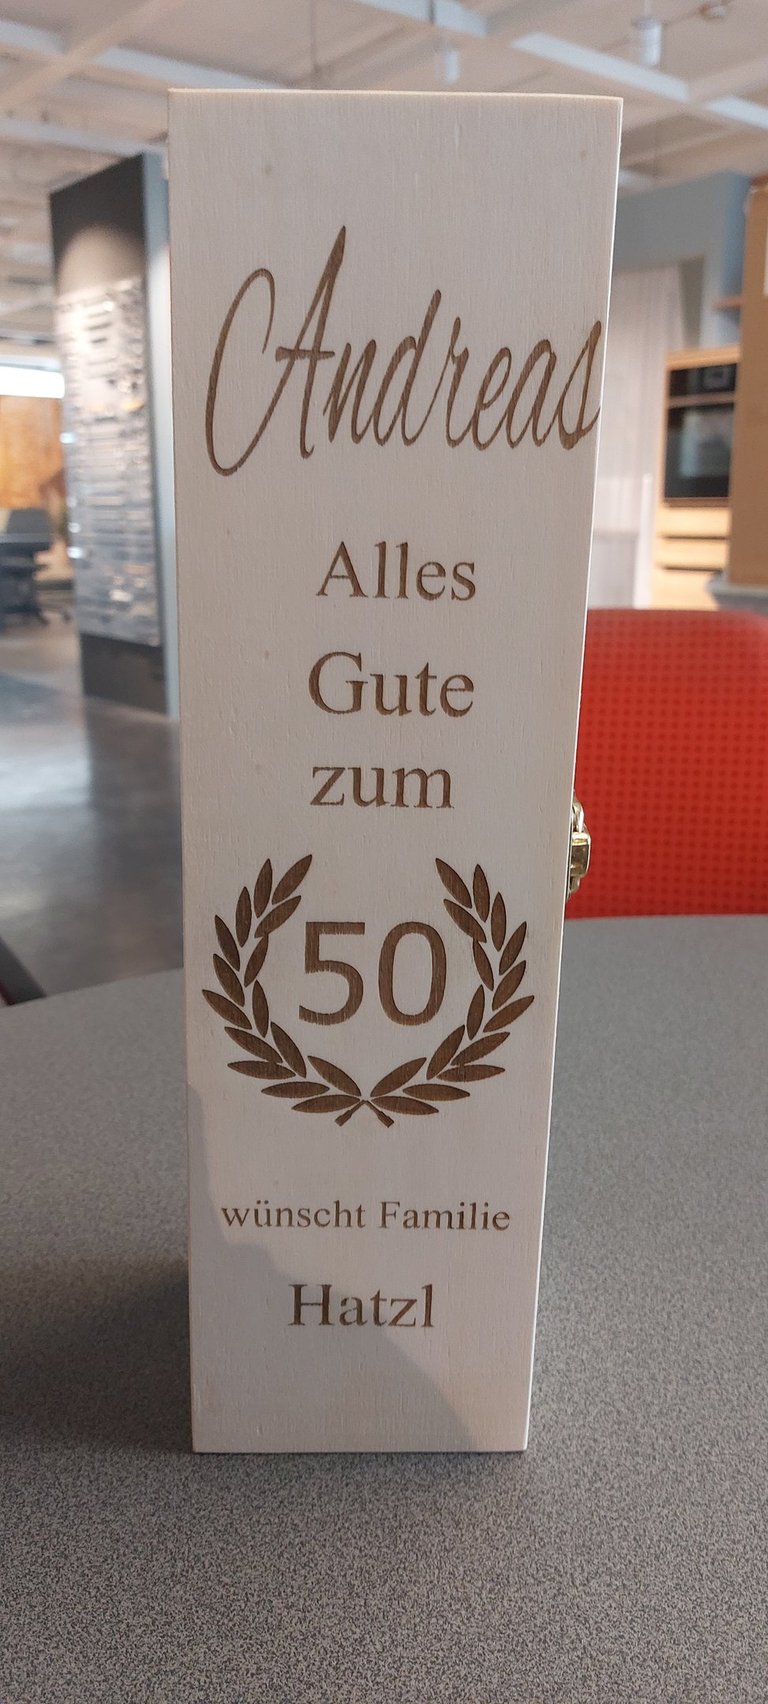 Andreas
Alles
Gute
zum
50
wünscht Familie
Hatzl